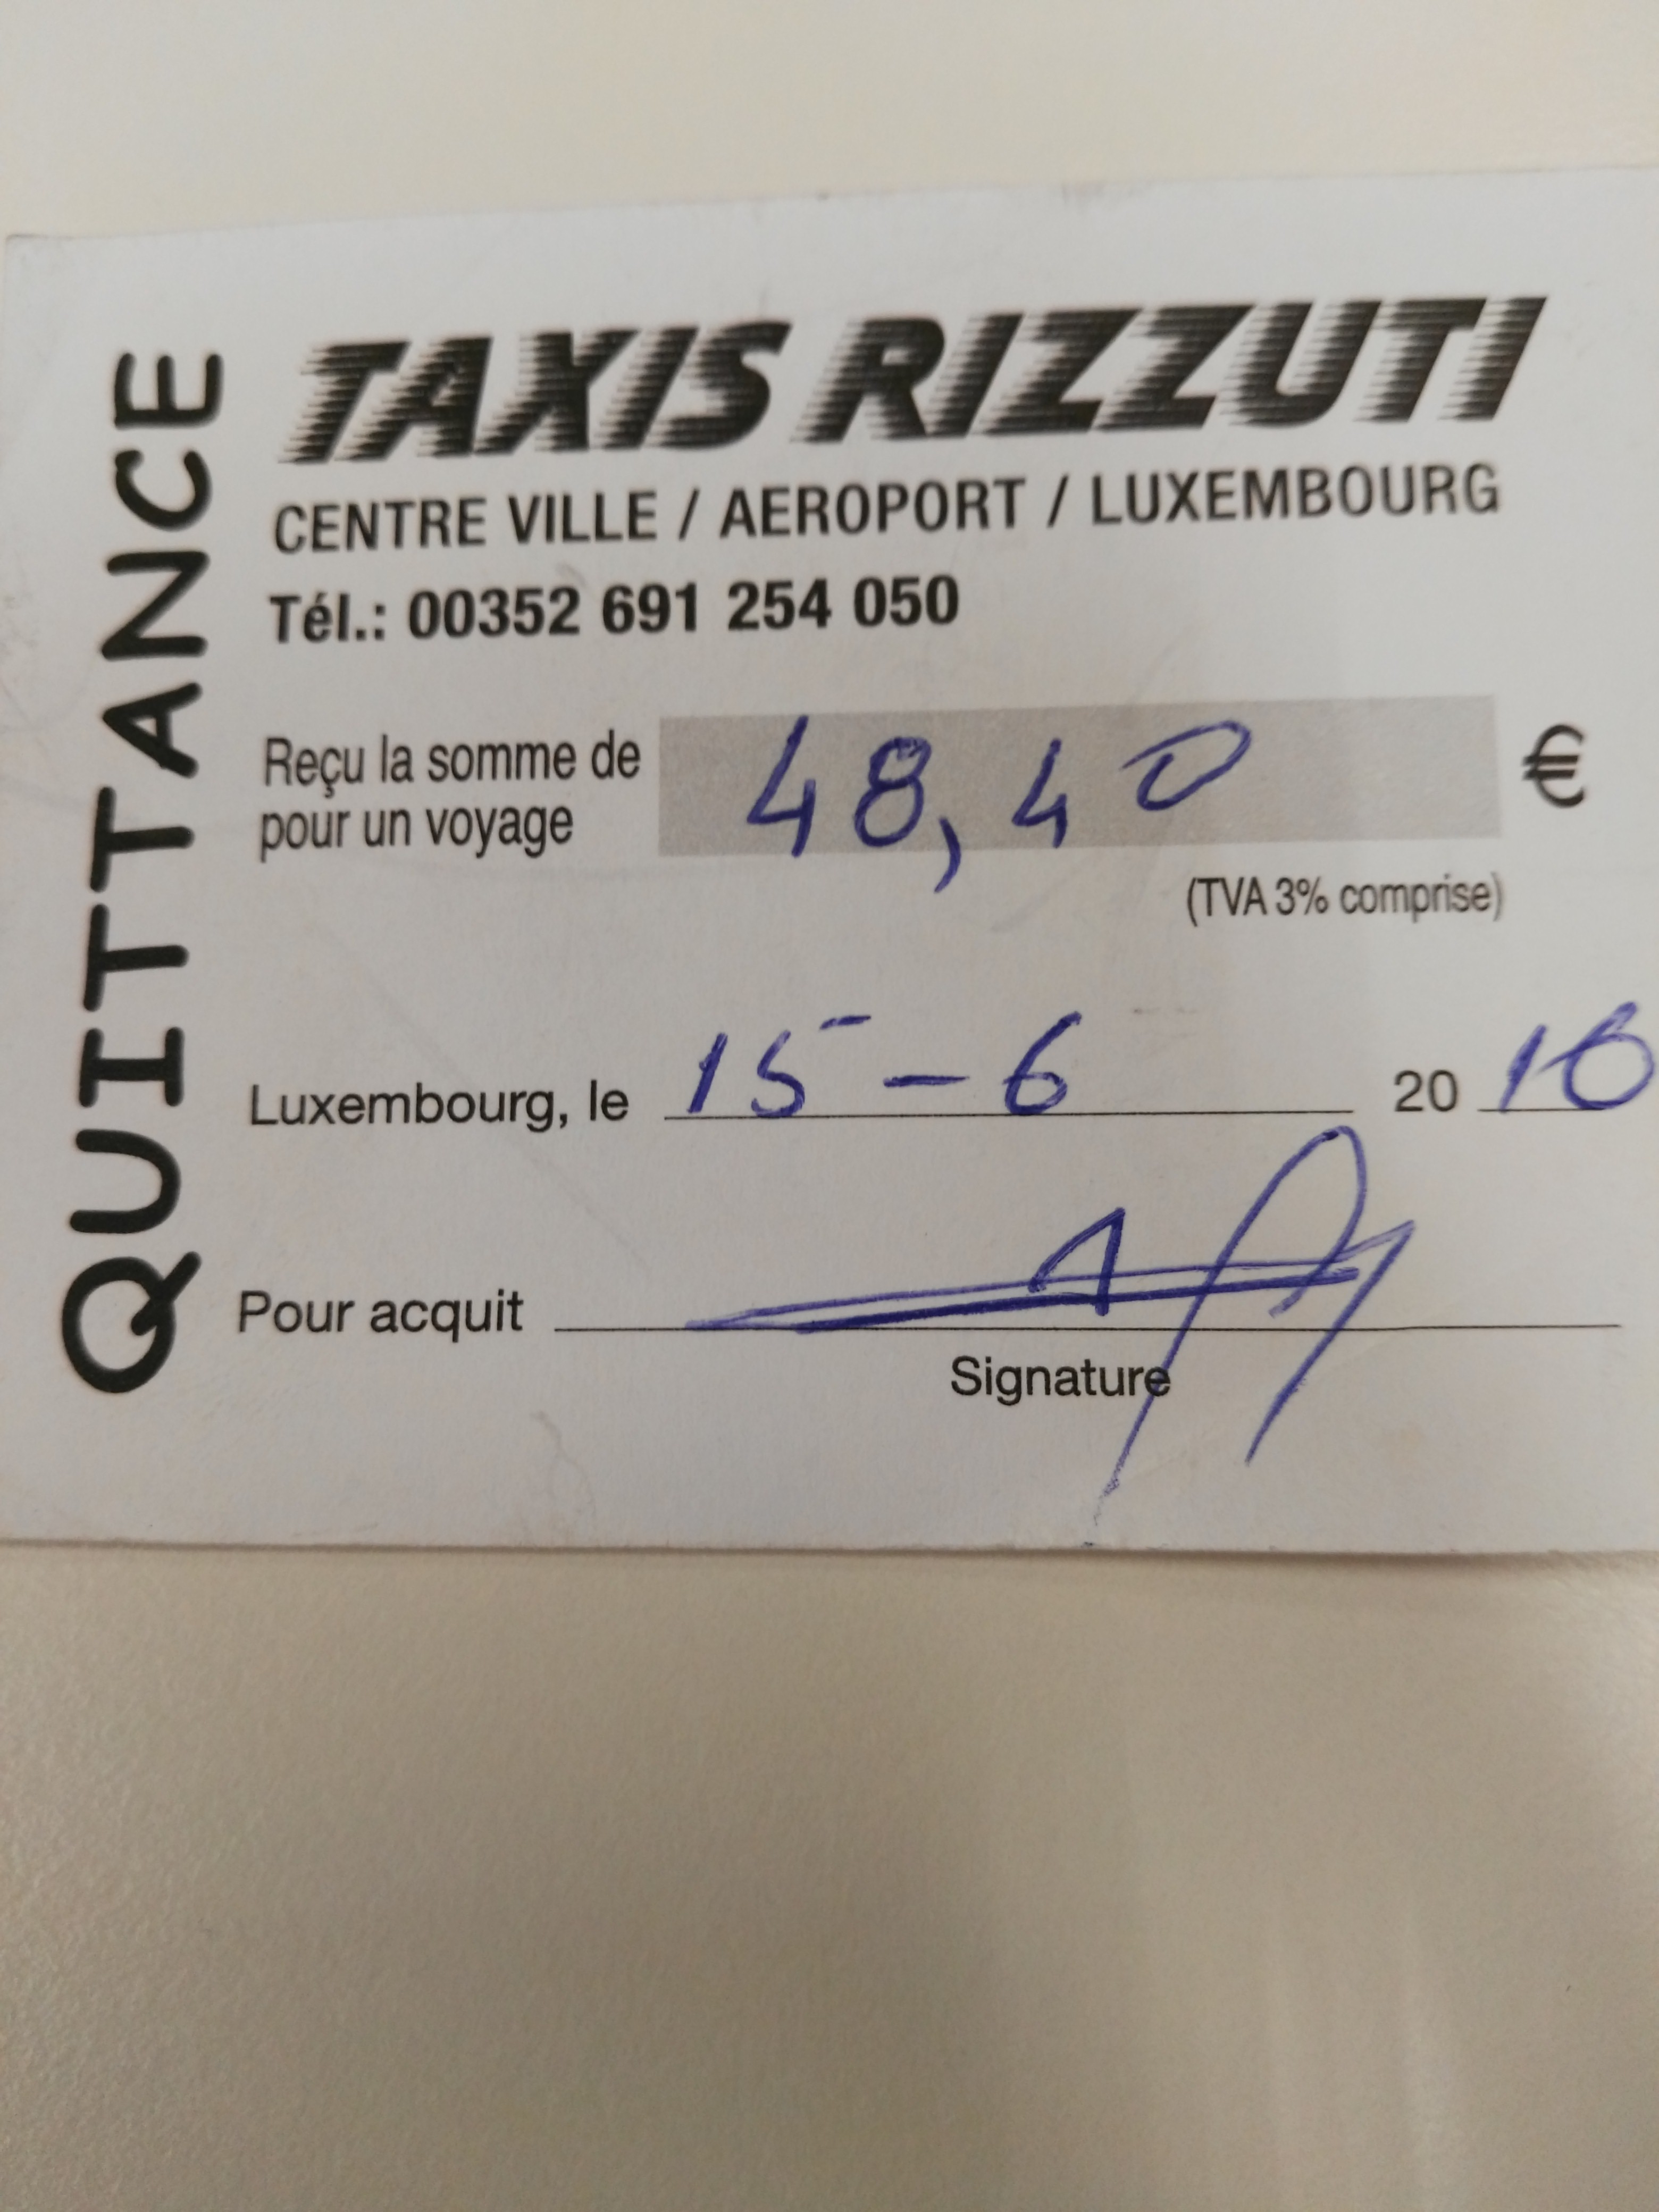 QUITTANCE
TAXIS RIZZUTI
CENTRE VILLE / AEROPORT / LUXEMBOURG
Tél.: 00352 691 254 050
Reçu la somme de 48,40 €
pour un voyage
(TVA 3% comprise)
Luxembourg, le 15-6 20
Pour acquit
Signature